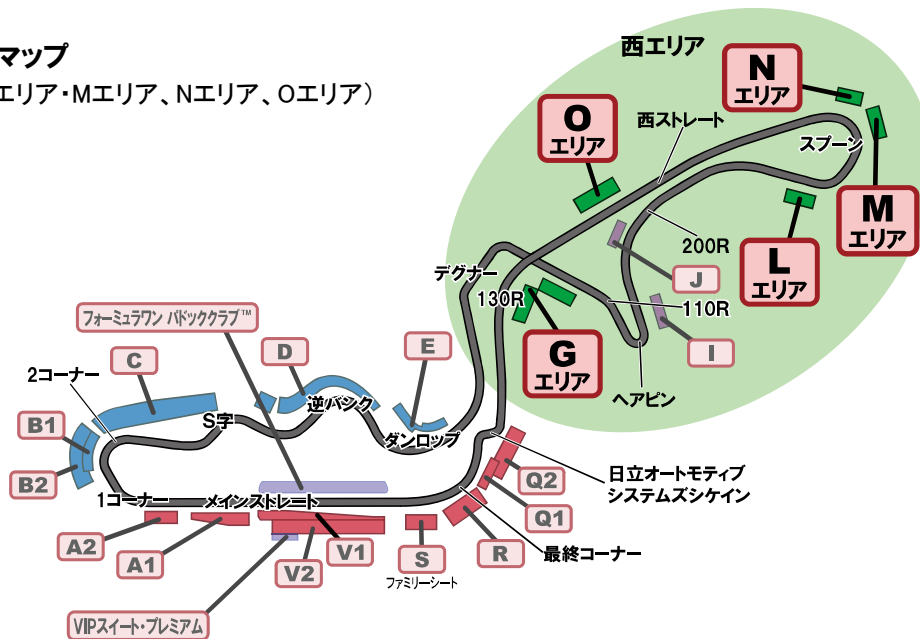 マップ
エリア・Mエリア、Nエリア、Oエリア）
西エリア
N
エリア
O
エリア
西ストレート
スプーン
M
エリア
200R
L
エリア
J
デグナー
130R
110R
G
エリア
I
ヘアピン
フォーミュラワン パドッククラブ™
C
D
E
2コーナー
S字
逆バンク
ダンロップ
B1
B2
1コーナー
メインストレート
日立オートモティブ
システムズシケイン
Q2
Q1
A2
A1
V2
V1
S
ファミリーシート
R
最終コーナー
VIPスイート・プレミアム